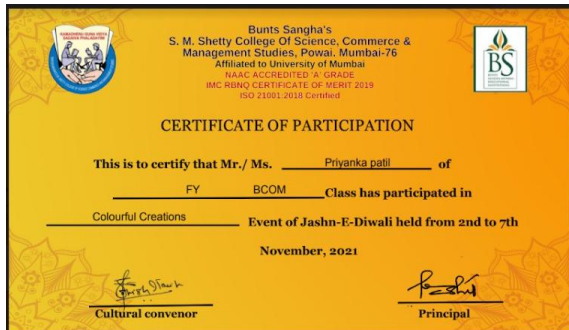 Bunts Sangha's
S. M. Shetty College Of Science, Commerce &
Management Studies, Powai. Mumbai-76
Affiliated to University of Mumbai
NAAC ACCREDITED 'A' GRADE
IMC RBNQ CERTIFICATE OF MERIT 2019
ISO 21001:2018 Certified
BS
CERTIFICATE OF PARTICIPATION
This is to certify that Mr./ Ms. Priyanka patil of
FY BCOM Class has participated in
Colourful Creations Event of Jashn-E-Diwali held from 2nd to 7th
November, 2021
Cultural convenor Principal